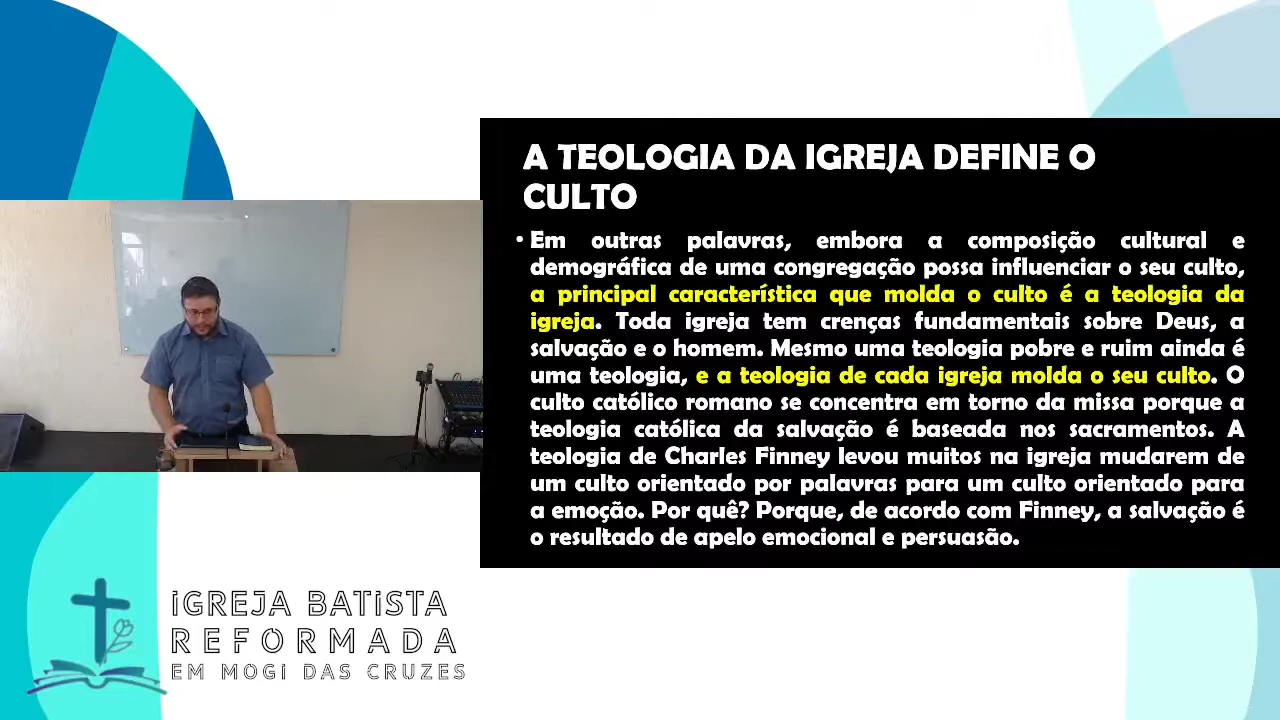 A TEOLOGIA DA IGREJA DEFINE O
CULTO
• Em outras palavras, embora a composição cultural e
demográfica de uma congregação possa influenciar o seu culto,
a principal característica que molda o culto é a teologia da
igreja. Toda igreja tem crenças fundamentais sobre Deus, a
salvação e o homem. Mesmo uma teologia pobre e ruim ainda é
uma teologia, e a teologia de cada igreja molda o seu culto. O
culto católico romano se concentra em torno da missa porque a
teologia católica da salvação é baseada nos sacramentos. A
teologia de Charles Finney levou muitos na igreja mudarem de
um culto orientado por palavras para um culto orientado para
a emoção. Por quê? Porque, de acordo com Finney, a salvação é
o resultado de apelo emocional e persuasão.
iGREJA BATiSTA
REFORMADA
EM MOGi DAS CRUZES